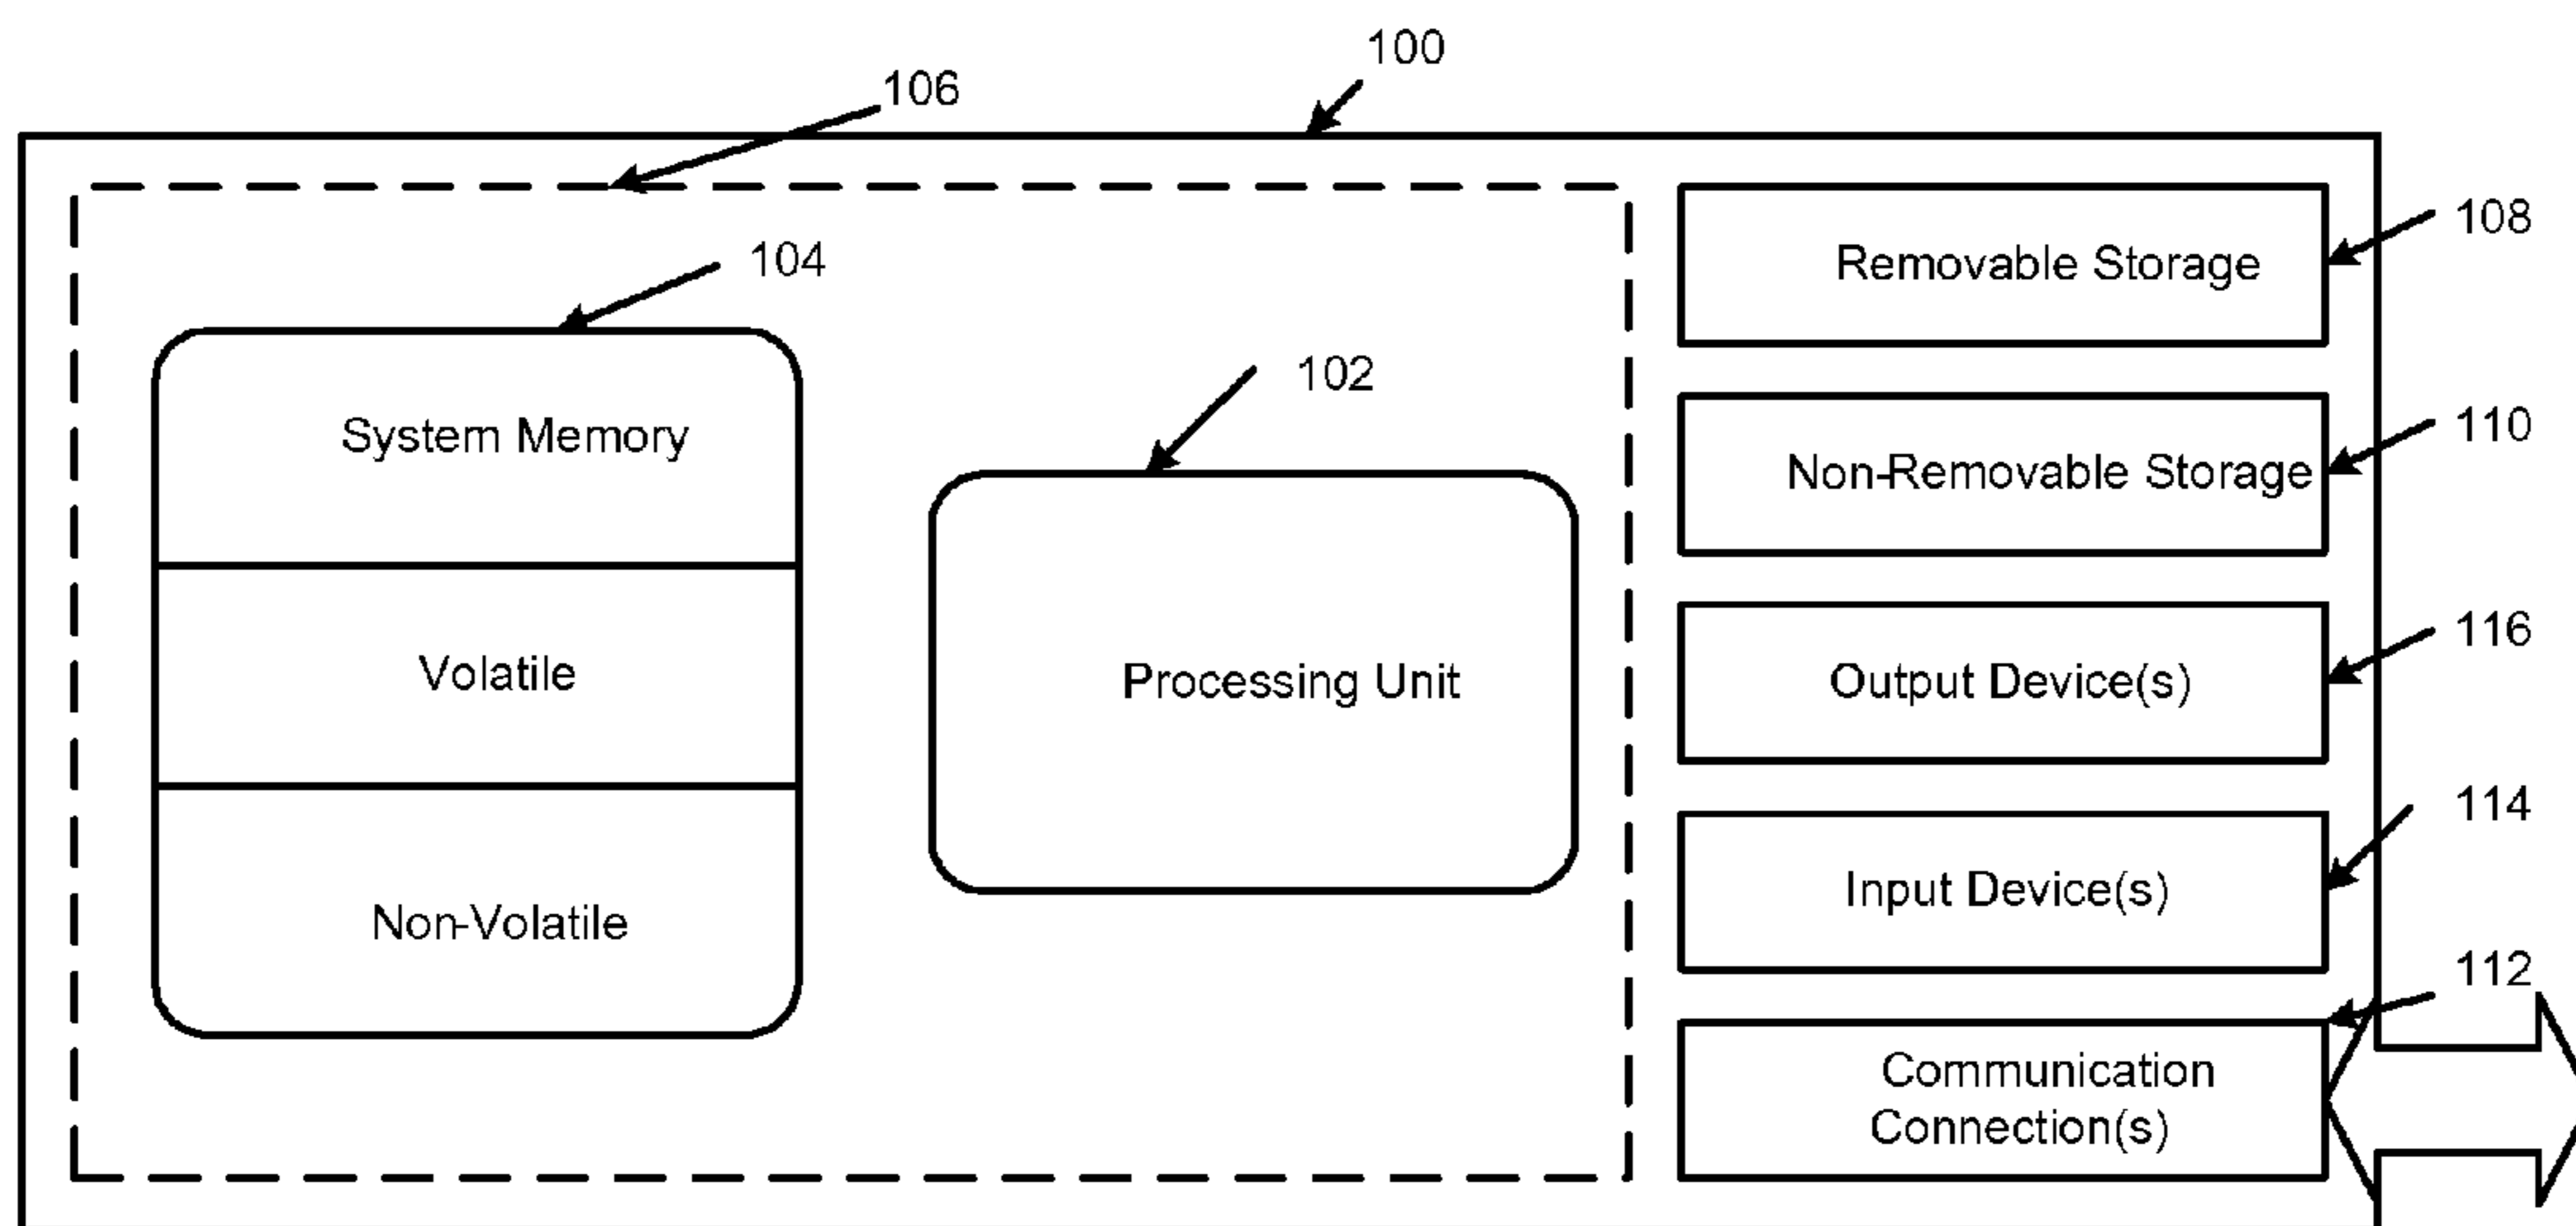 100
106
108
104
Removable Storage
102
110
System Memory
Non-Removable Storage
116
Volatile
Processing Unit
Output Device(s)
114
Input Device(s)
Non-Volatile
112
Communication
Connection(s)